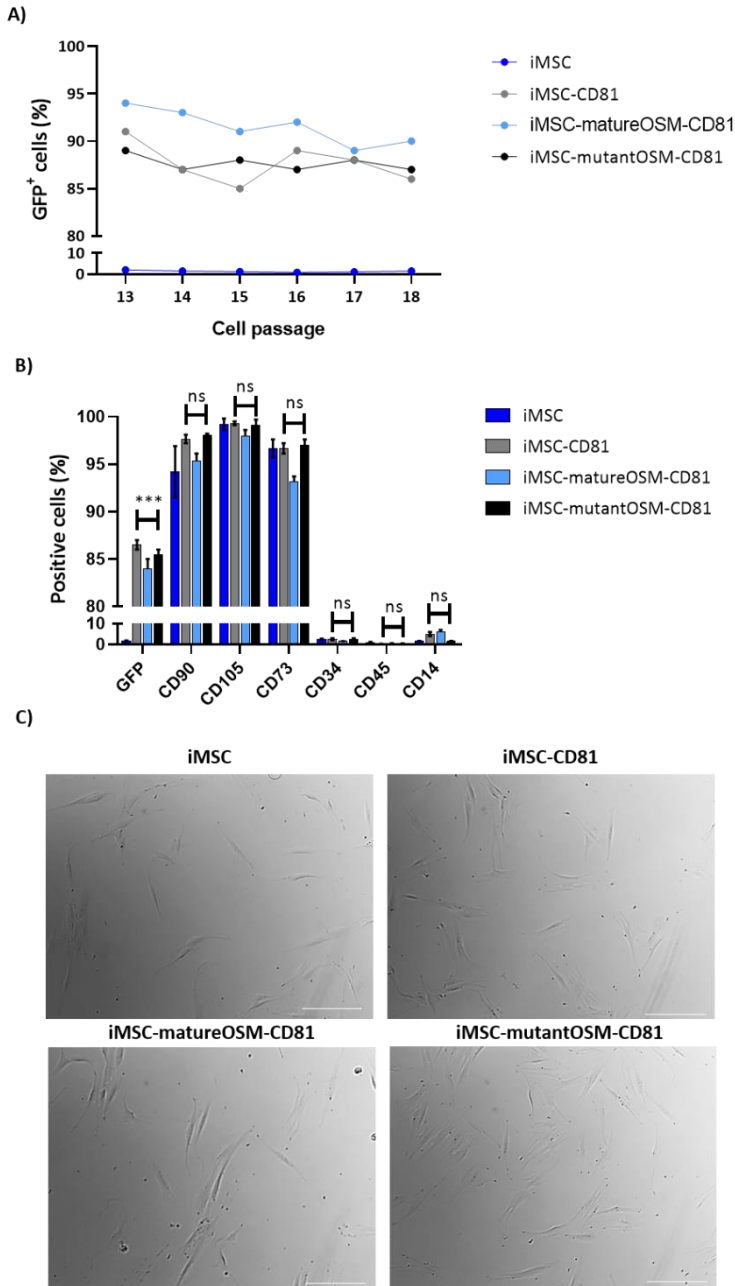 A)
100
95
90
85
80
10
0
GFP+ cells (%)
13 14 15 16 17 18
Cell passage
iMSC
iMSC-CD81
iMSC-matureOSM-CD81
iMSC-mutantOSM-CD81
B)
100
95
90
85
80
10
0
Positive cells (%)
***
ns
ns
ns
ns
ns
ns
GFP CD90 CD105 CD73 CD34 CD45 CD14
iMSC
iMSC-CD81
iMSC-matureOSM-CD81
iMSC-mutantOSM-CD81
C)
iMSC
iMSC-CD81
iMSC-matureOSM-CD81
iMSC-mutantOSM-CD81